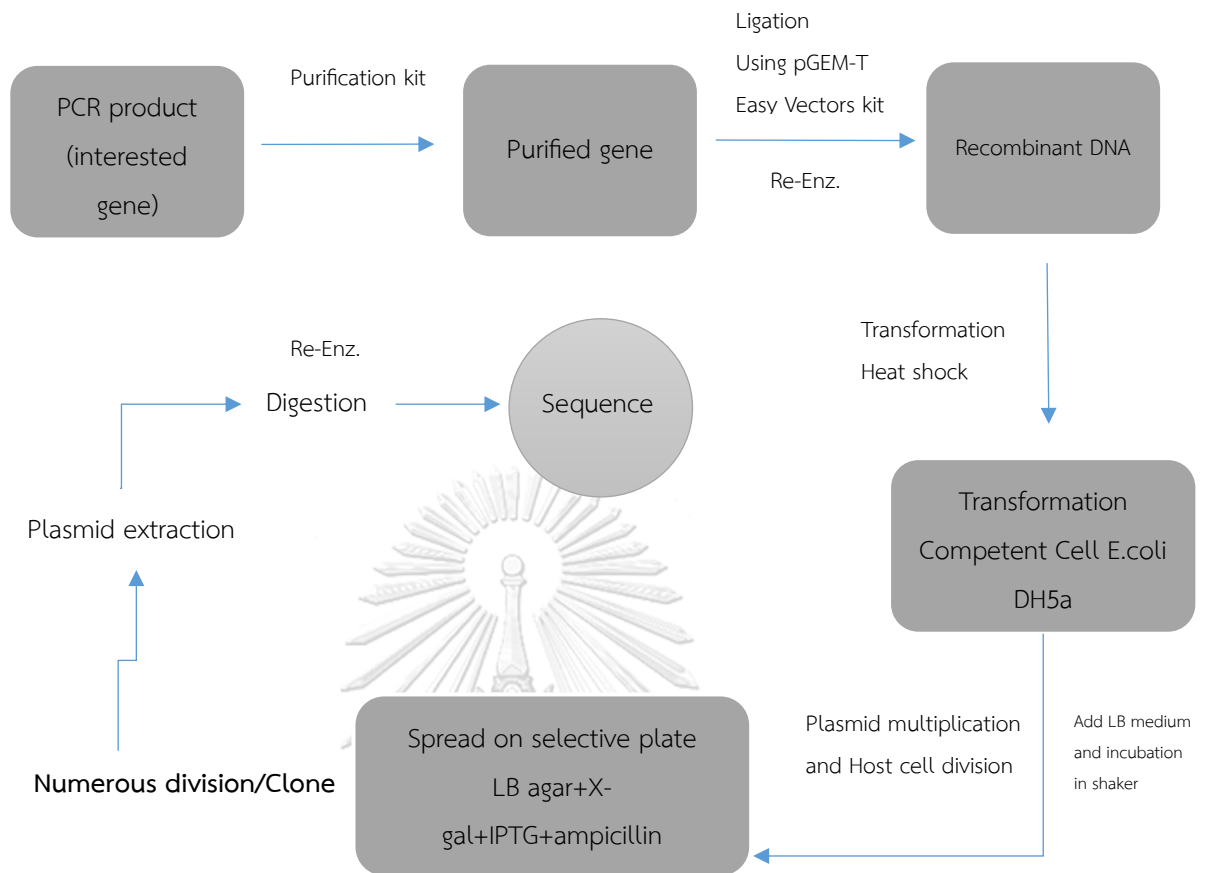 PCR product
(interested
gene)
Purification kit
Purified gene
Ligation
Using pGEM-T
Easy Vectors kit
Re-Enz.
Recombinant DNA
Transformation
Heat shock
Transformation
Competent Cell E.coli
DH5a
Add LB medium
and incubation
in shaker
Plasmid multiplication
and Host cell division
Spread on selective plate
LB agar+X-
gal+IPTG+ampicillin
Numerous division/Clone
Plasmid extraction
Re-Enz.
Digestion
Sequence